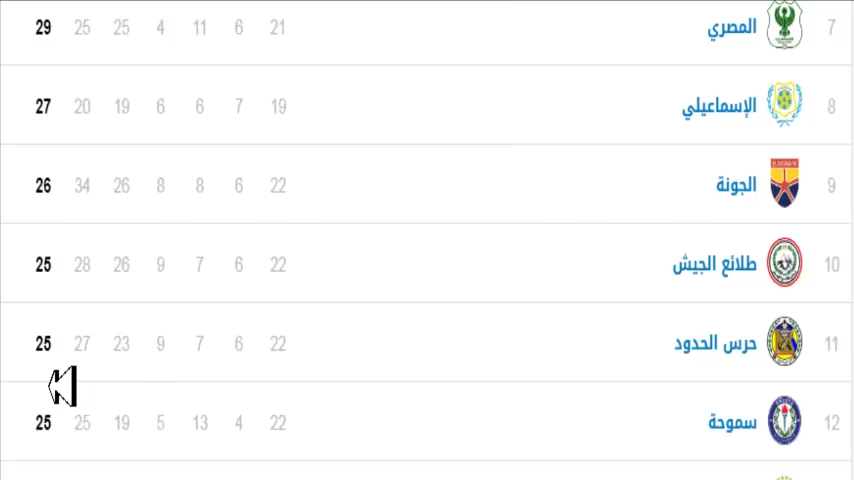 7 المصري 21 6 11 4 25 25 29
8 الإسماعيلي 19 7 6 6 19 20 27
9 الجونة 22 6 8 8 26 34 26
10 طلائع الجيش 22 6 7 9 26 28 25
11 حرس الحدود 22 6 7 9 23 27 25
12 سموحة 22 4 13 5 19 25 25